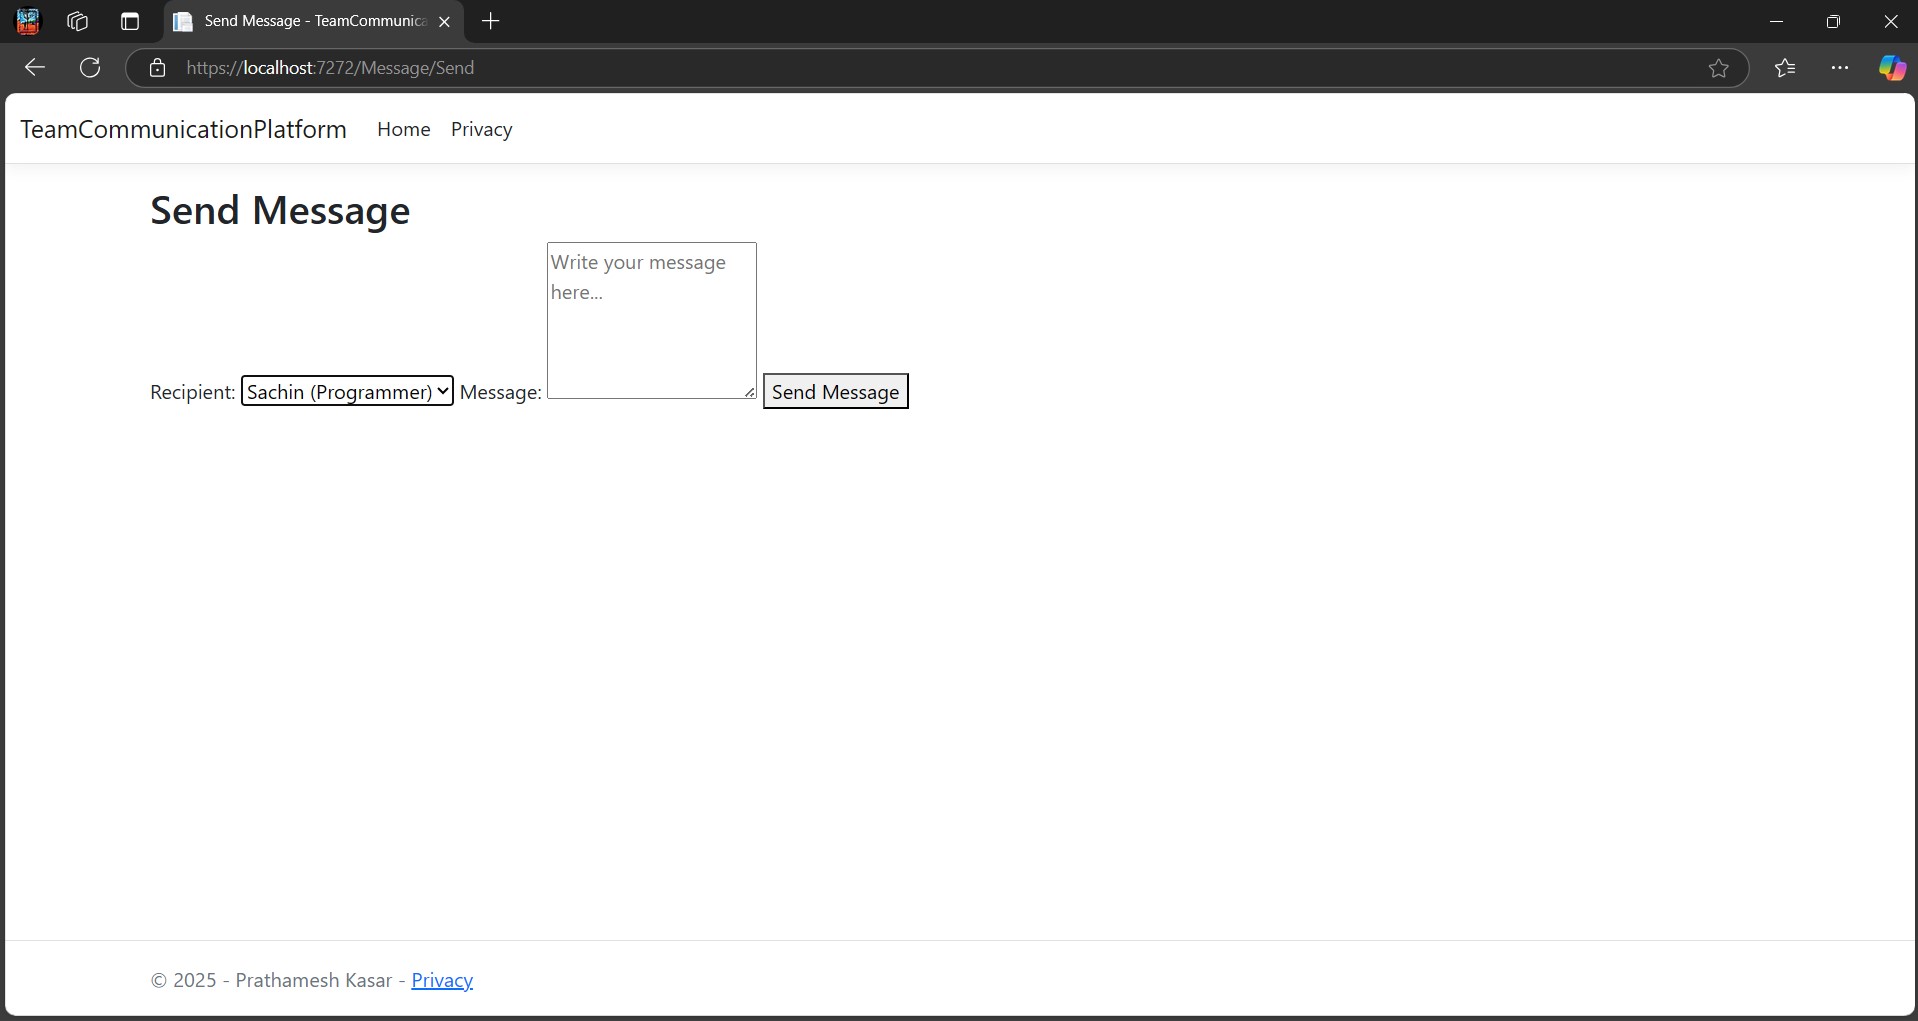 Send Message - TeamCommunica
https://localhost:7272/Message/Send
TeamCommunicationPlatform Home Privacy
Send Message
Write your message
here...
Recipient: Sachin (Programmer) Message: Send Message
© 2025 - Prathamesh Kasar - Privacy